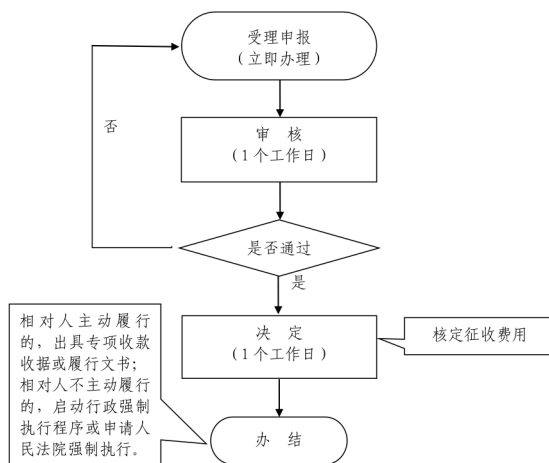 受理申报
(立即办理)
否
审 核
(1个工作日)
是否通过
是
相对人主动履行
的,出具专项收款
收据或履行文书;
相对人不主动履行
的,启动行政强制
执行程序或申请人
民法院强制执行。
决 定
(1个工作日)
核定征收费用
办 结